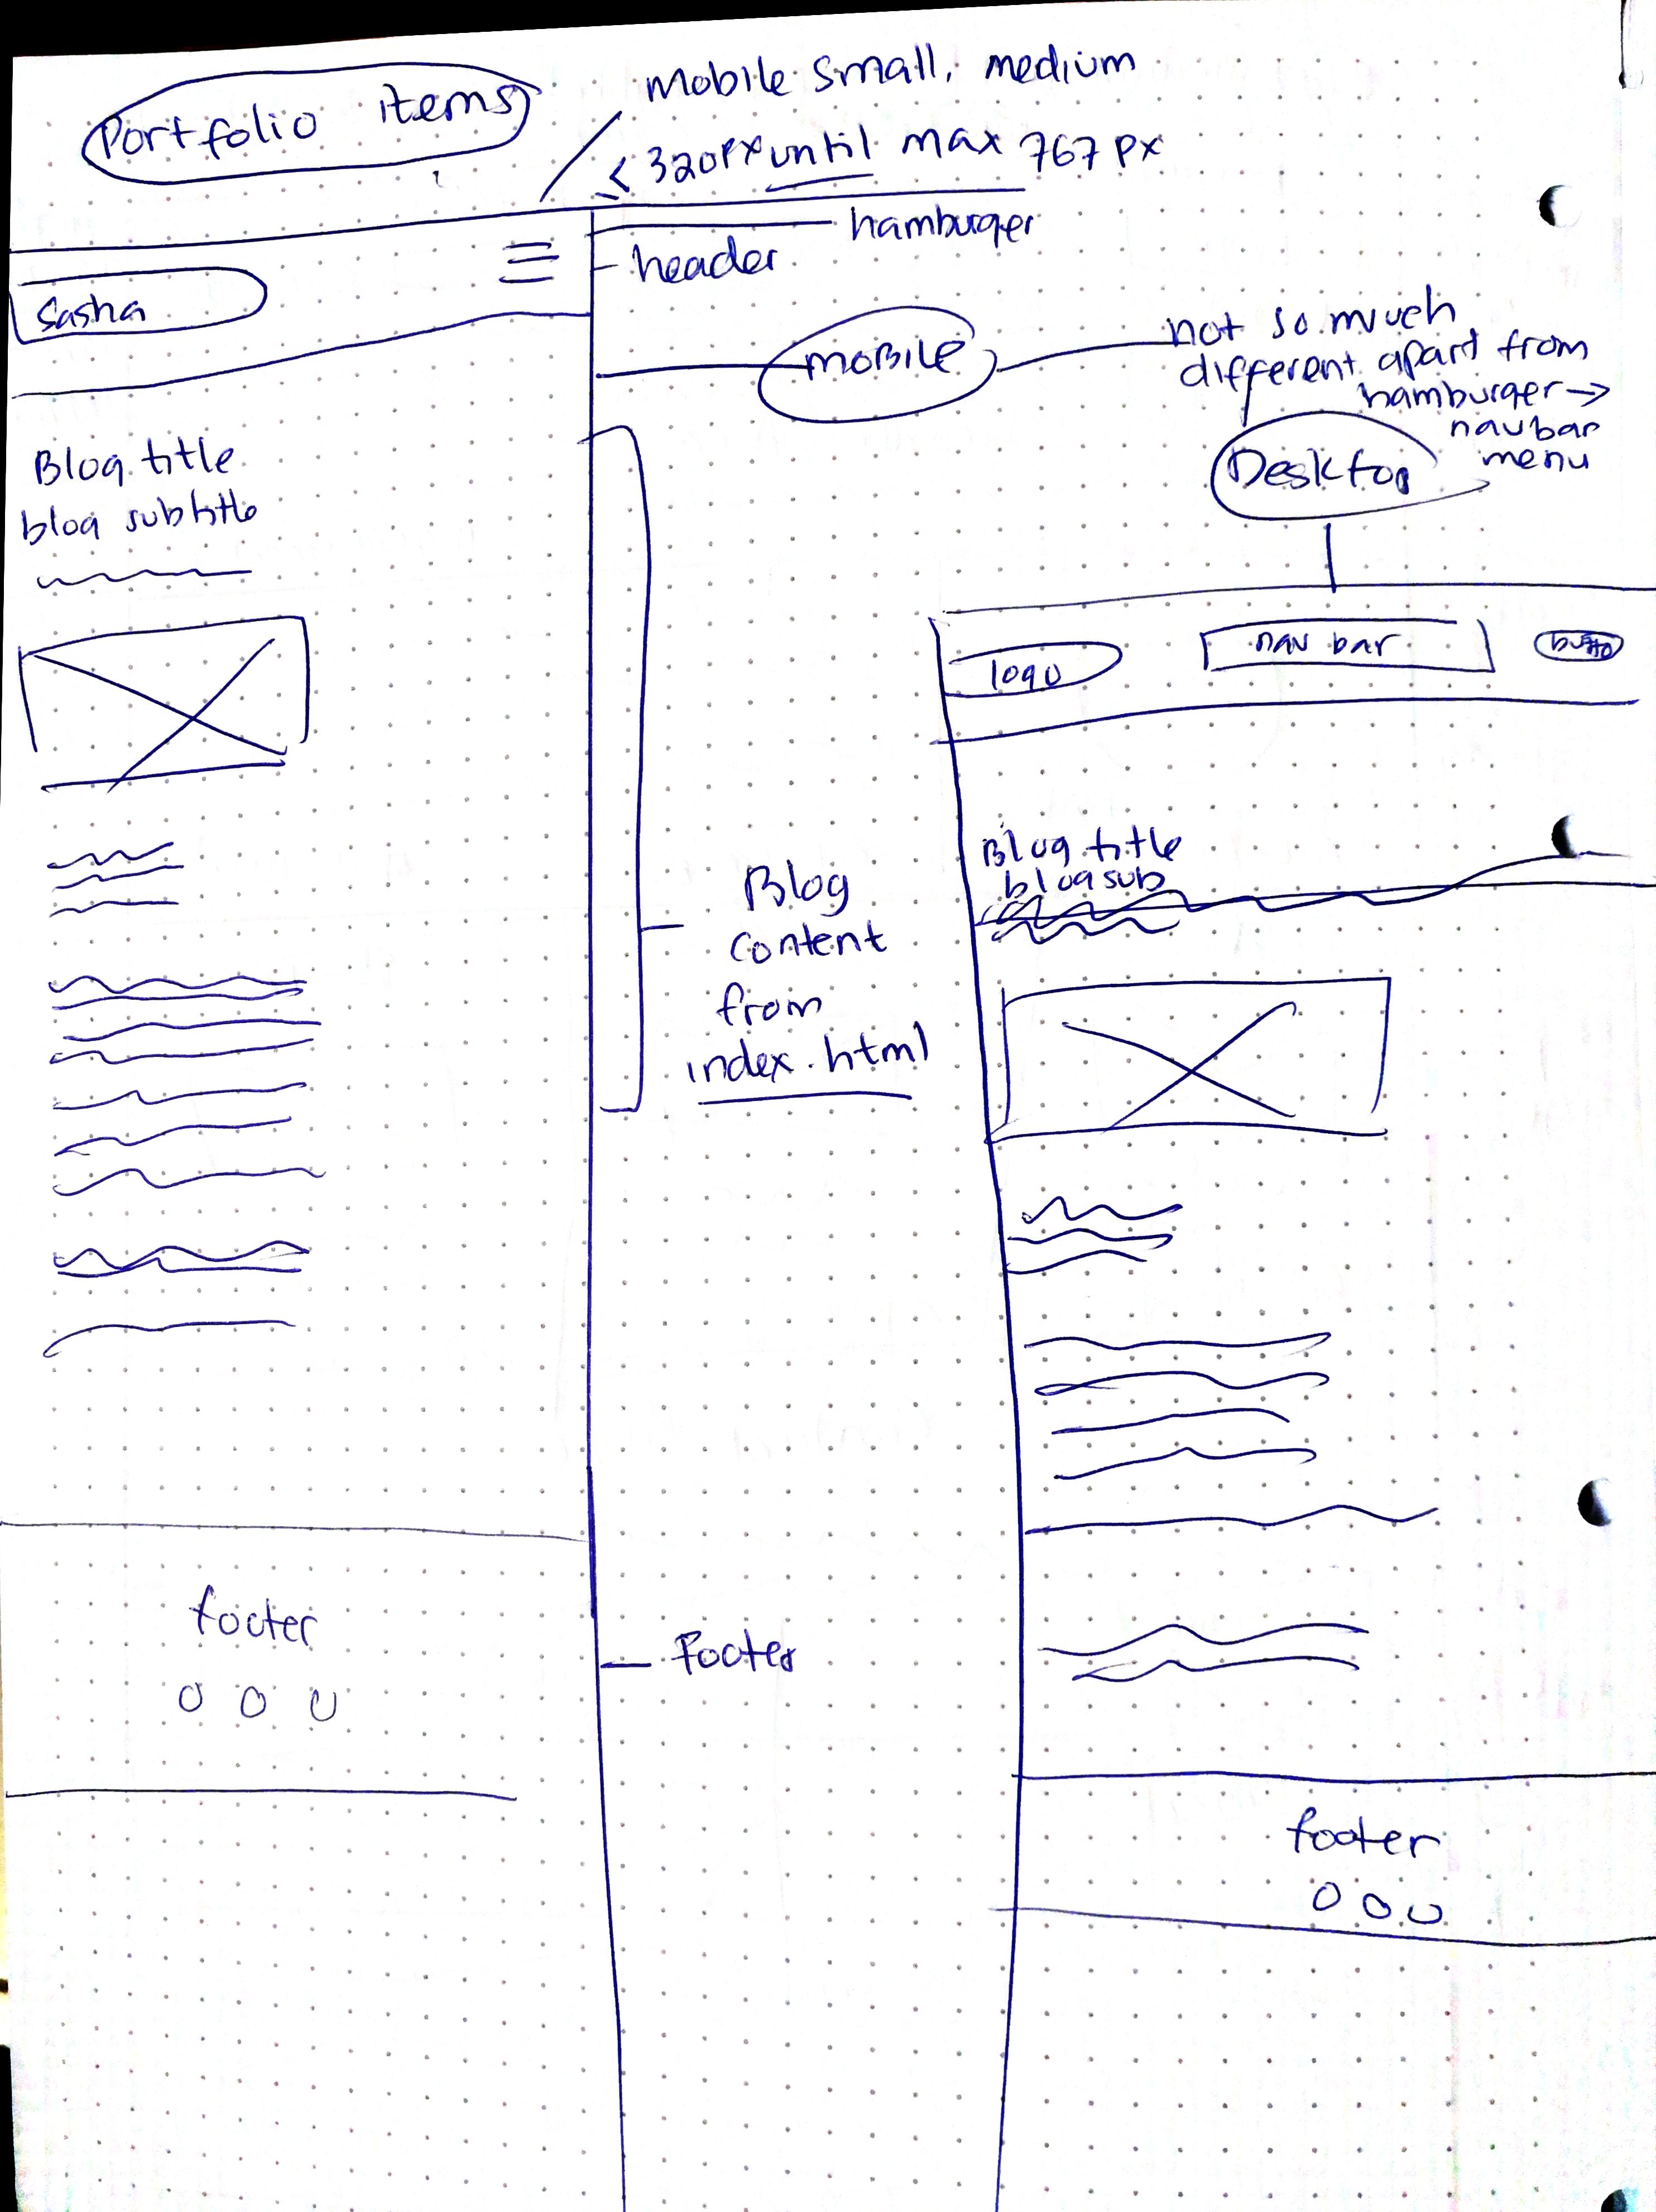 Portfolio items
Mobile small, medium
< 320px until max 767px
hamburger
header
Sasha
MOBILE
not so much
different apart from
hamburger →
navbar
menu
Desktop
Blog title
blog subtitle
logo
nav bar
button
Blog title
blog sub
Blog
content
from
index.html
footer
Footer
footer